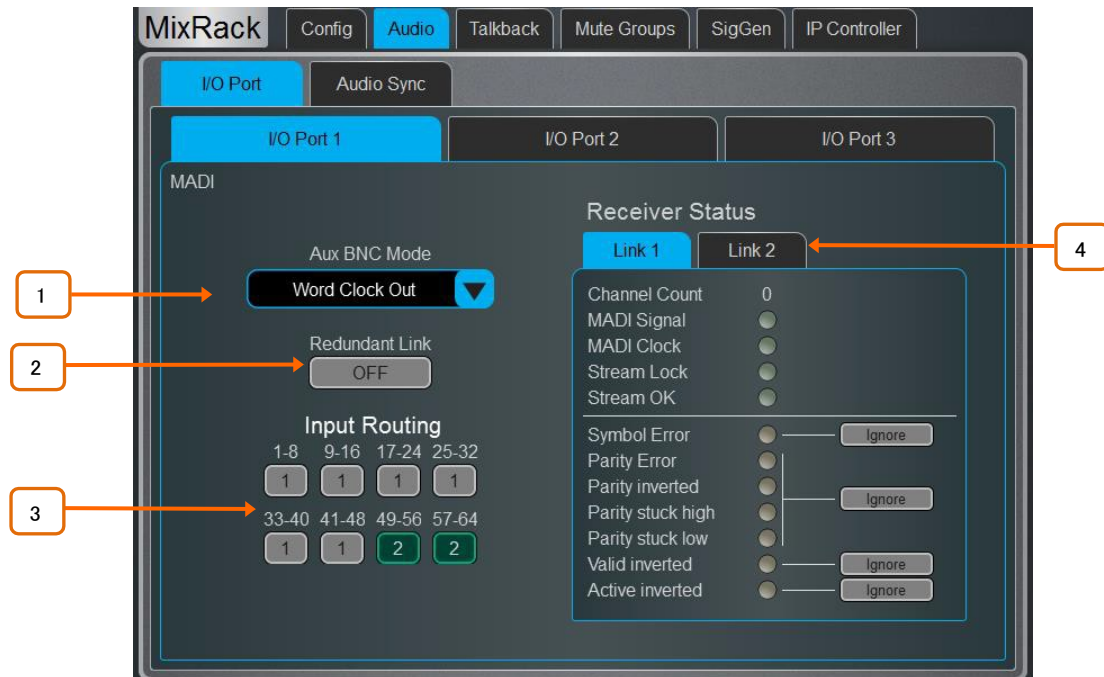 MixRack Config Audio Talkback Mute Groups SigGen IP Controller
I/O Port Audio Sync
I/O Port 1 I/O Port 2 I/O Port 3
MADI
Aux BNC Mode
Word Clock Out
Redundant Link
OFF
Input Routing
1-8 9-16 17-24 25-32
1 1 1 1
33-40 41-48 49-56 57-64
1 1 2 2
Receiver Status
Link 1 Link 2
Channel Count 0
MADI Signal
MADI Clock
Stream Lock
Stream OK
Symbol Error Ignore
Parity Error
Parity inverted
Ignore
Parity stuck high
Parity stuck low
Valid inverted Ignore
Active inverted Ignore
1
2
3
4